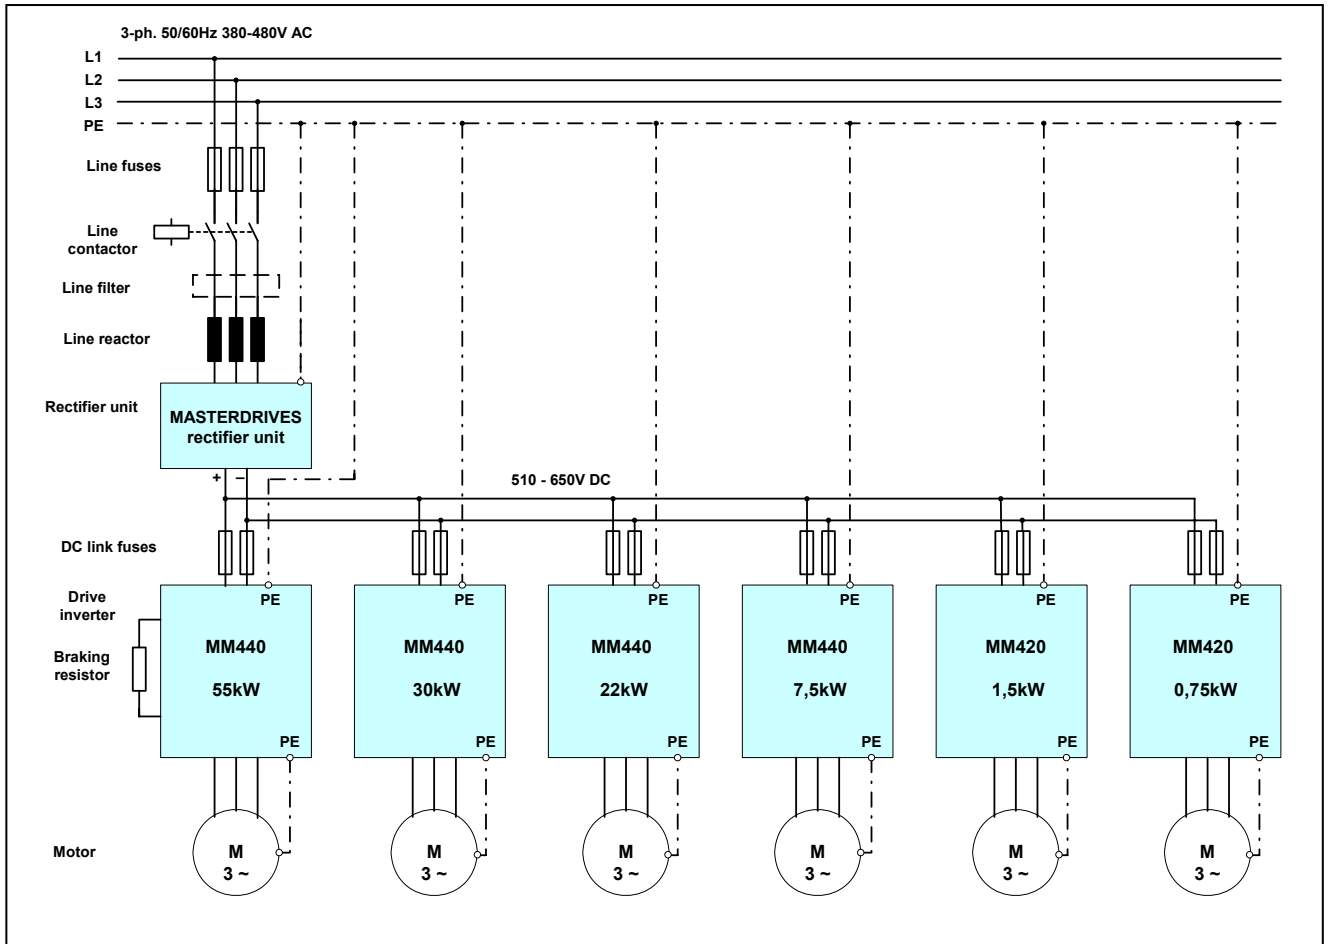 3-ph. 50/60Hz 380-480V AC
L1
L2
L3
PE
Line fuses
Line
contactor
Line filter
Line reactor
Rectifier unit
MASTERDRIVES
rectifier unit
+ –
510 - 650V DC
DC link fuses
Drive
inverter
Braking
resistor
PE
MM440
55kW
PE
PE
MM440
30kW
PE
PE
MM440
22kW
PE
PE
MM440
7,5kW
PE
PE
MM420
1,5kW
PE
PE
MM420
0,75kW
PE
Motor
M
3 ~
M
3 ~
M
3 ~
M
3 ~
M
3 ~
M
3 ~